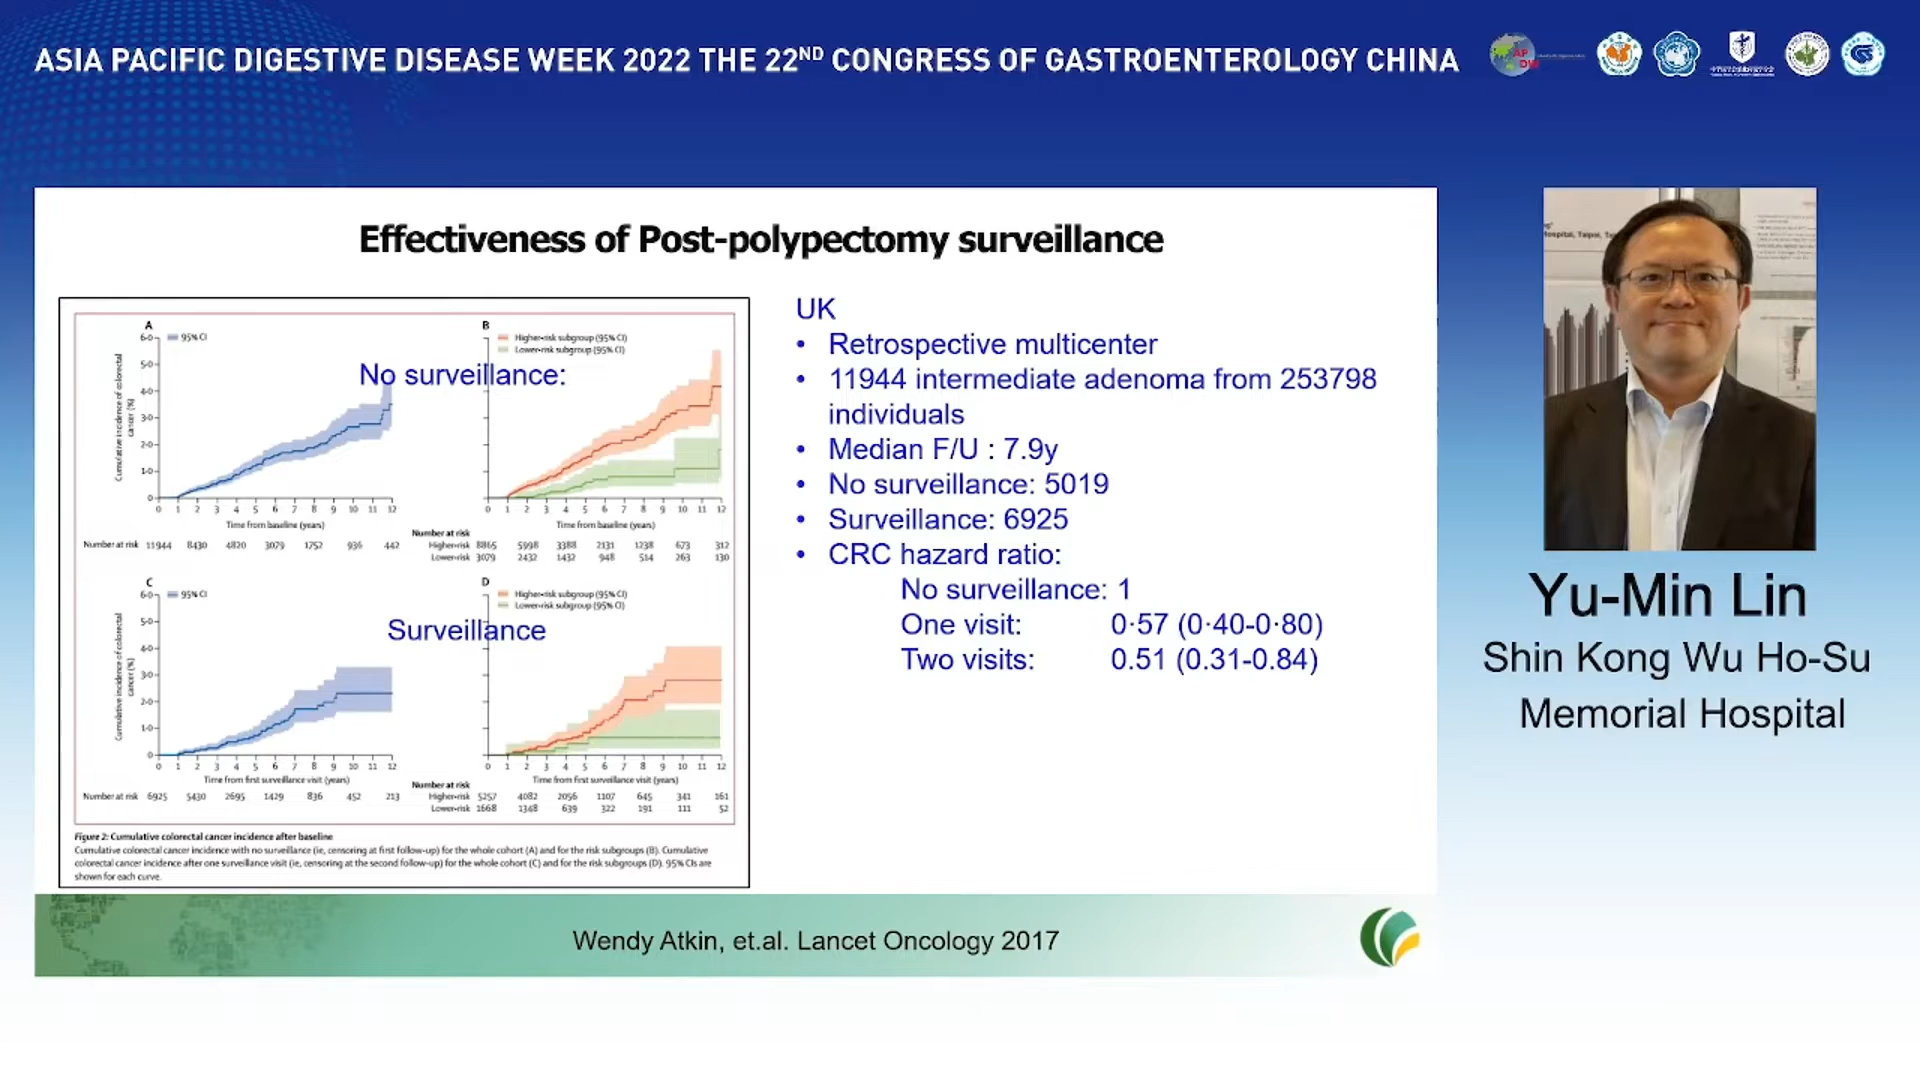 ASIA PACIFIC DIGESTIVE DISEASE WEEK 2022 THE 22ND CONGRESS OF GASTROENTEROLOGY CHINA
Effectiveness of Post-polypectomy surveillance
A
95% CI
B
Higher-risk subgroup (95% CI)
Lower-risk subgroup (95% CI)
No surveillance:
Cumulative incidence of colorectal
cancer (%)
6·0
5·0
4·0
3·0
2·0
1·0
0
0 1 2 3 4 5 6 7 8 9 10 11 12
0 1 2 3 4 5 6 7 8 9 10 11 12
Time from baseline (years)
Time from baseline (years)
Number at risk 11944 8430 4820 3079 1752 936 442
Number at risk
Higher-risk 8865 5998 3388 2131 1238 673 312
Lower-risk 3079 2432 1432 948 514 263 130
C
95% CI
D
Higher-risk subgroup (95% CI)
Lower-risk subgroup (95% CI)
Surveillance
Cumulative incidence of colorectal
cancer (%)
6·0
5·0
4·0
3·0
2·0
1·0
0
0 1 2 3 4 5 6 7 8 9 10 11 12
0 1 2 3 4 5 6 7 8 9 10 11 12
Time from first surveillance visit (years)
Time from first surveillance visit (years)
Number at risk 6925 5430 2695 1429 836 452 213
Number at risk
Higher-risk 5257 4082 2056 1107 645 341 161
Lower-risk 1668 1348 639 322 191 111 52
Figure 2: Cumulative colorectal cancer incidence after baseline
Cumulative colorectal cancer incidence with no surveillance (ie, censoring at first follow-up) for the whole cohort (A) and for the risk subgroups (B). Cumulative
colorectal cancer incidence after one surveillance visit (ie, censoring at the second follow-up) for the whole cohort (C) and for the risk subgroups (D). 95% CIs are
shown for each curve.
UK
• Retrospective multicenter
• 11944 intermediate adenoma from 253798
individuals
• Median F/U : 7.9y
• No surveillance: 5019
• Surveillance: 6925
• CRC hazard ratio:
No surveillance: 1
One visit: 0·57 (0·40-0·80)
Two visits: 0.51 (0.31-0.84)
Wendy Atkin, et.al. Lancet Oncology 2017
Yu-Min Lin
Shin Kong Wu Ho-Su
Memorial Hospital